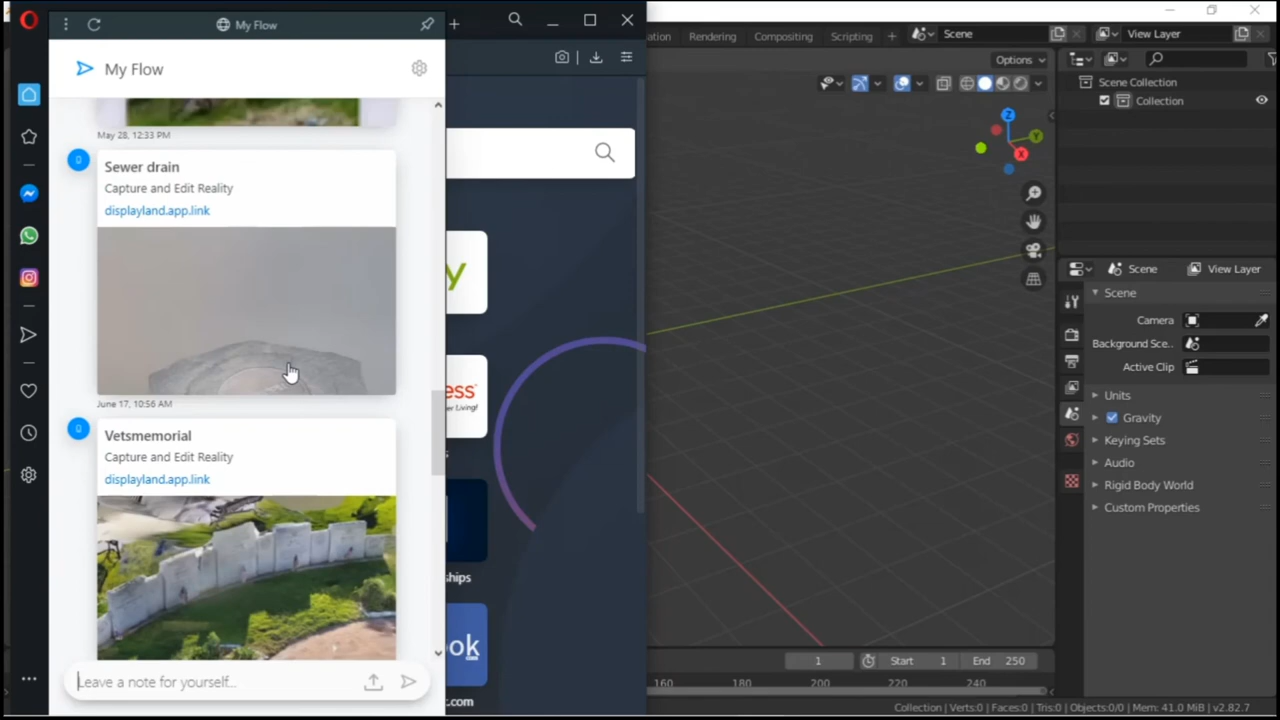 My Flow
My Flow
May 28, 12:33 PM
Sewer drain
Capture and Edit Reality
displayland.app.link
June 17, 10:56 AM
Vetsmemorial
Capture and Edit Reality
displayland.app.link
Leave a note for yourself...
y
ess
er Living!
s
ships
ok
.com
ation
Rendering
Compositing
Scripting
Scene
View Layer
Options
Z
Y
X
Scene Collection
Collection
Scene
View Layer
Scene
Camera
Background Sce..
Active Clip
Units
Gravity
Keying Sets
Audio
Rigid Body World
Custom Properties
1
Start 1
End 250
160 180 200 220 240
Collection | Verts:0 | Faces:0 | Tris:0 | Objects:0/0 | Mem: 41.0 MiB | v2.82.7